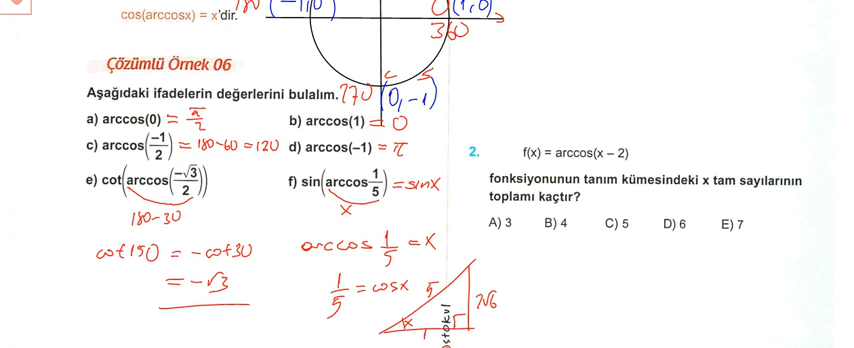 cos(arccosx) = x'dir.
180 (-1,0) (1,0)
360
Çözümlü Örnek 06
Aşağıdaki ifadelerin değerlerini bulalım. 270 (0,-1)
a) arccos(0) = π/2 b) arccos(1) = 0
c) arccos(-1/2) = 180-60 = 120 d) arccos(-1) = π
e) cot(arccos(-√3/2)) f) sin(arccos 1/5) = sinx
180-30 x
cot150 = -cot30 arccos 1/5 = x
= -√3 1/5 = cosx
5 2√6
x 1
2. f(x) = arccos(x – 2)
fonksiyonunun tanım kümesindeki x tam sayılarının
toplamı kaçtır?
A) 3 B) 4 C) 5 D) 6 E) 7